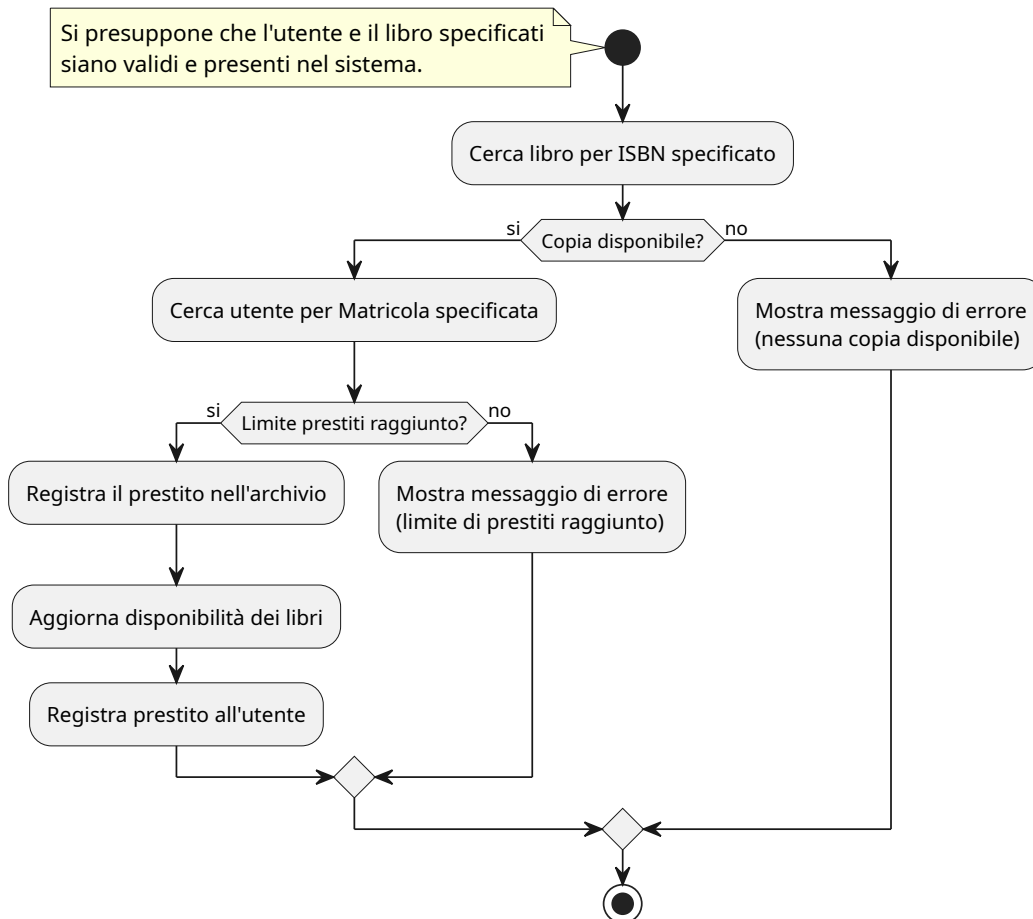 Si presuppone che l'utente e il libro specificati
siano validi e presenti nel sistema.
Cerca libro per ISBN specificato
si
Copia disponibile?
no
Cerca utente per Matricola specificata
Mostra messaggio di errore
(nessuna copia disponibile)
si
Limite prestiti raggiunto?
no
Registra il prestito nell'archivio
Mostra messaggio di errore
(limite di prestiti raggiunto)
Aggiorna disponibilità dei libri
Registra prestito all'utente